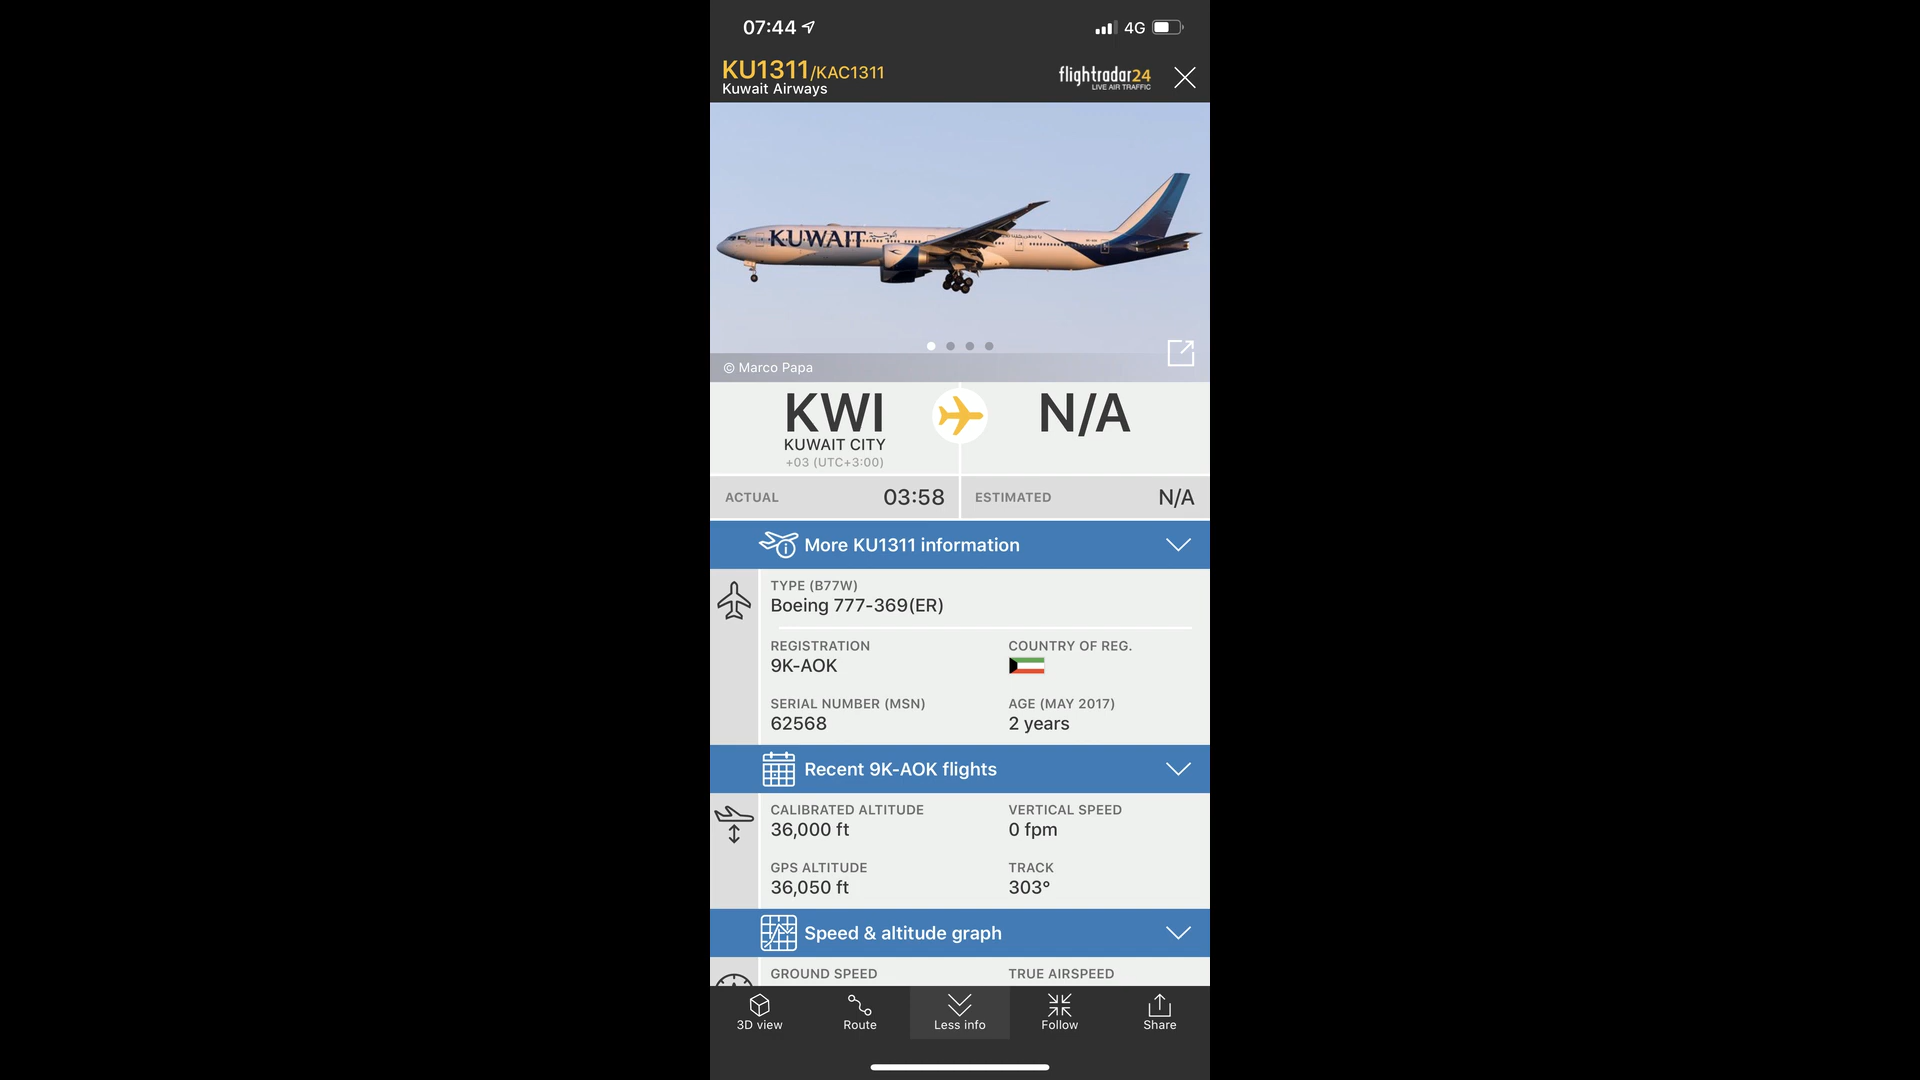 07:44
4G
KU1311/KAC1311
Kuwait Airways
flightradar24
LIVE AIR TRAFFIC
KUWAIT
© Marco Papa
KWI
KUWAIT CITY
+03 (UTC+3:00)
N/A
ACTUAL 03:58
ESTIMATED N/A
More KU1311 information
TYPE (B77W)
Boeing 777-369(ER)
REGISTRATION
9K-AOK
COUNTRY OF REG.
SERIAL NUMBER (MSN)
62568
AGE (MAY 2017)
2 years
Recent 9K-AOK flights
CALIBRATED ALTITUDE
36,000 ft
VERTICAL SPEED
0 fpm
GPS ALTITUDE
36,050 ft
TRACK
303°
Speed & altitude graph
GROUND SPEED
TRUE AIRSPEED
3D view
Route
Less info
Follow
Share